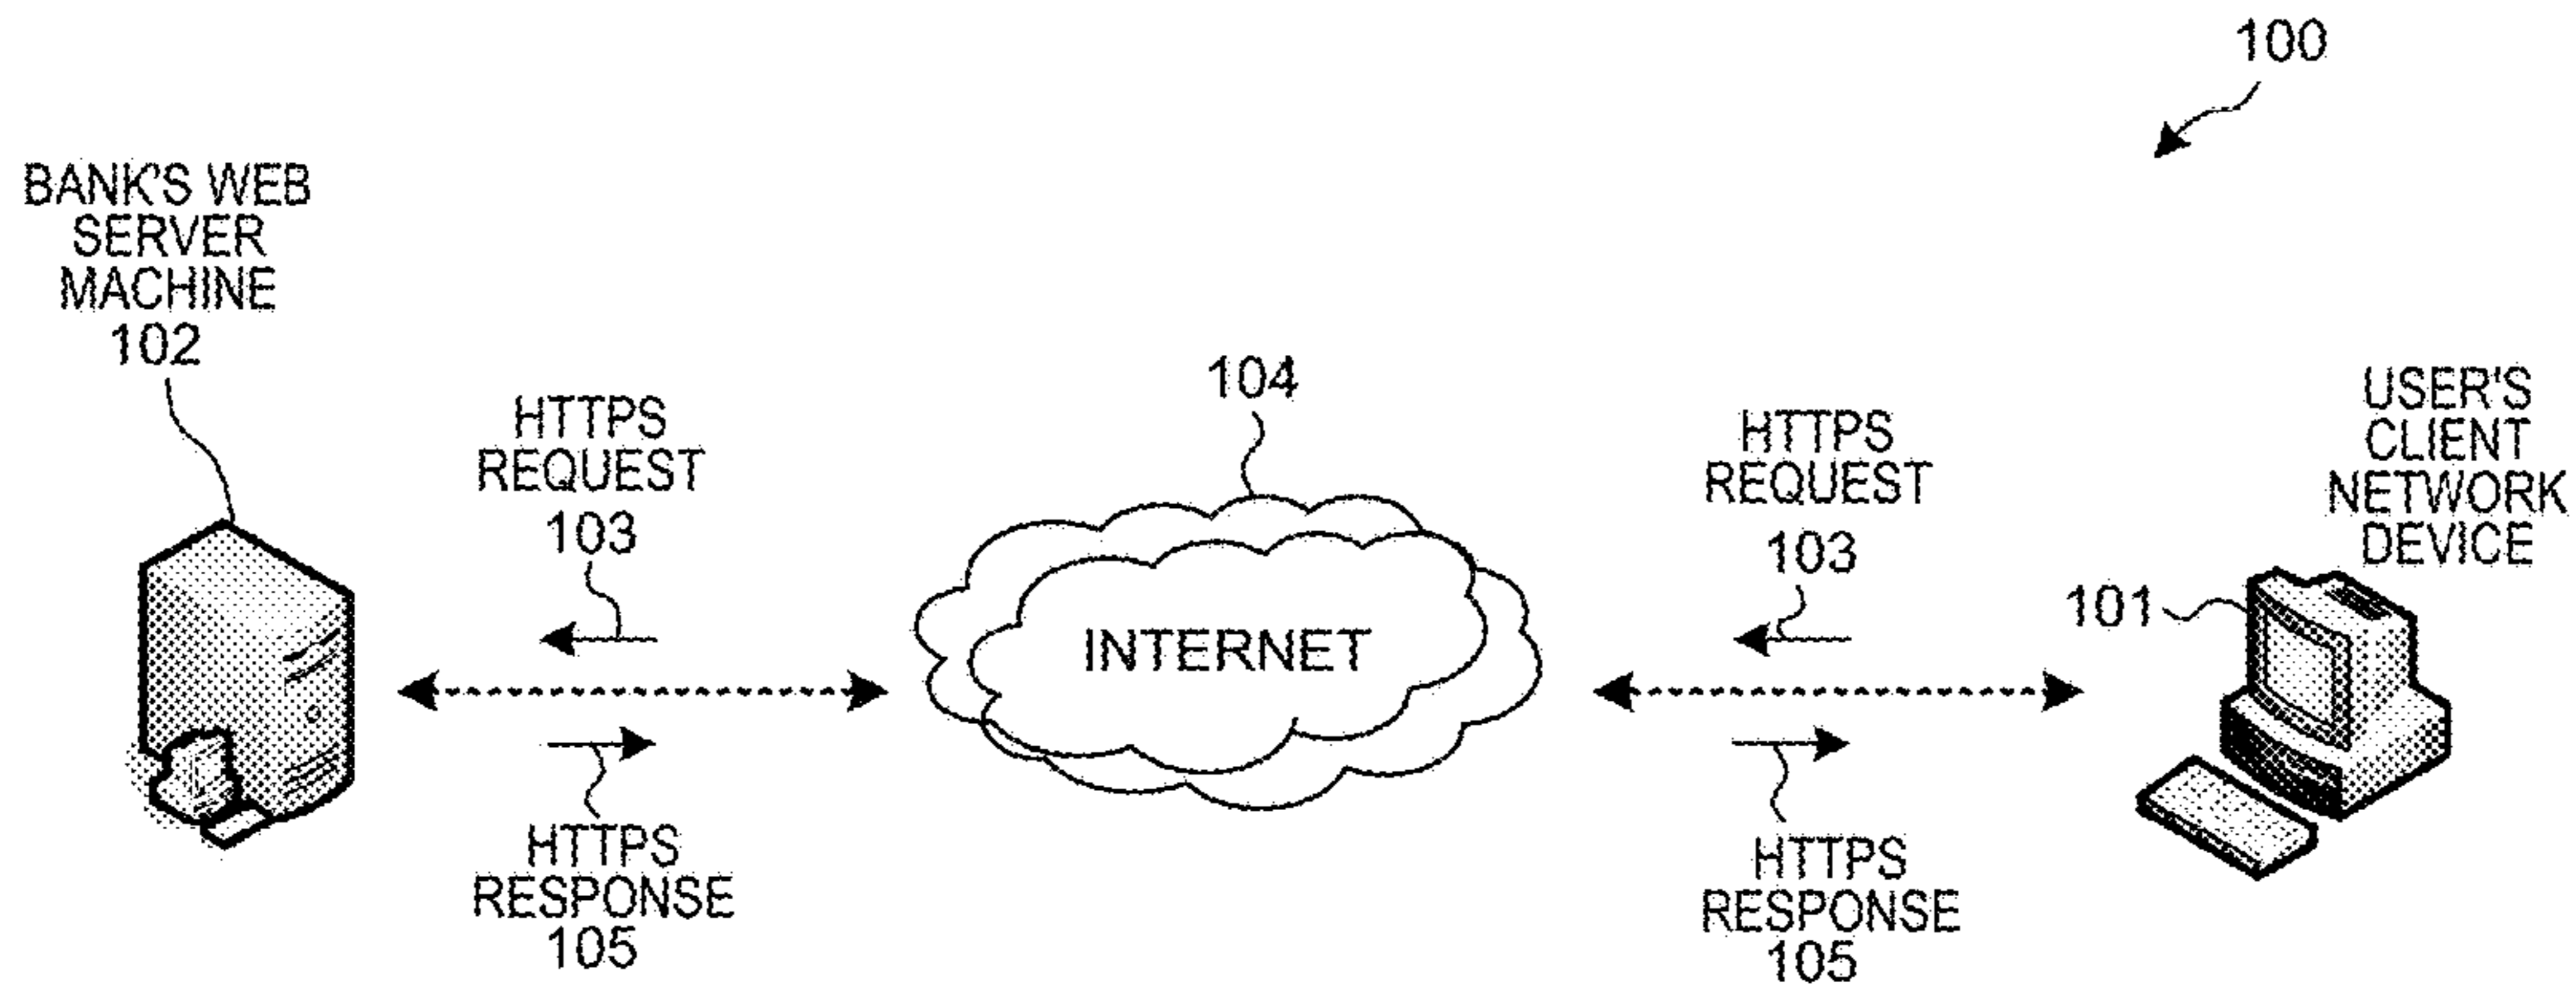 100
BANK'S WEB
SERVER
MACHINE
102
HTTPS
REQUEST
103
104
HTTPS
REQUEST
103
USER'S
CLIENT
NETWORK
DEVICE
101
INTERNET
HTTPS
RESPONSE
105
HTTPS
RESPONSE
105